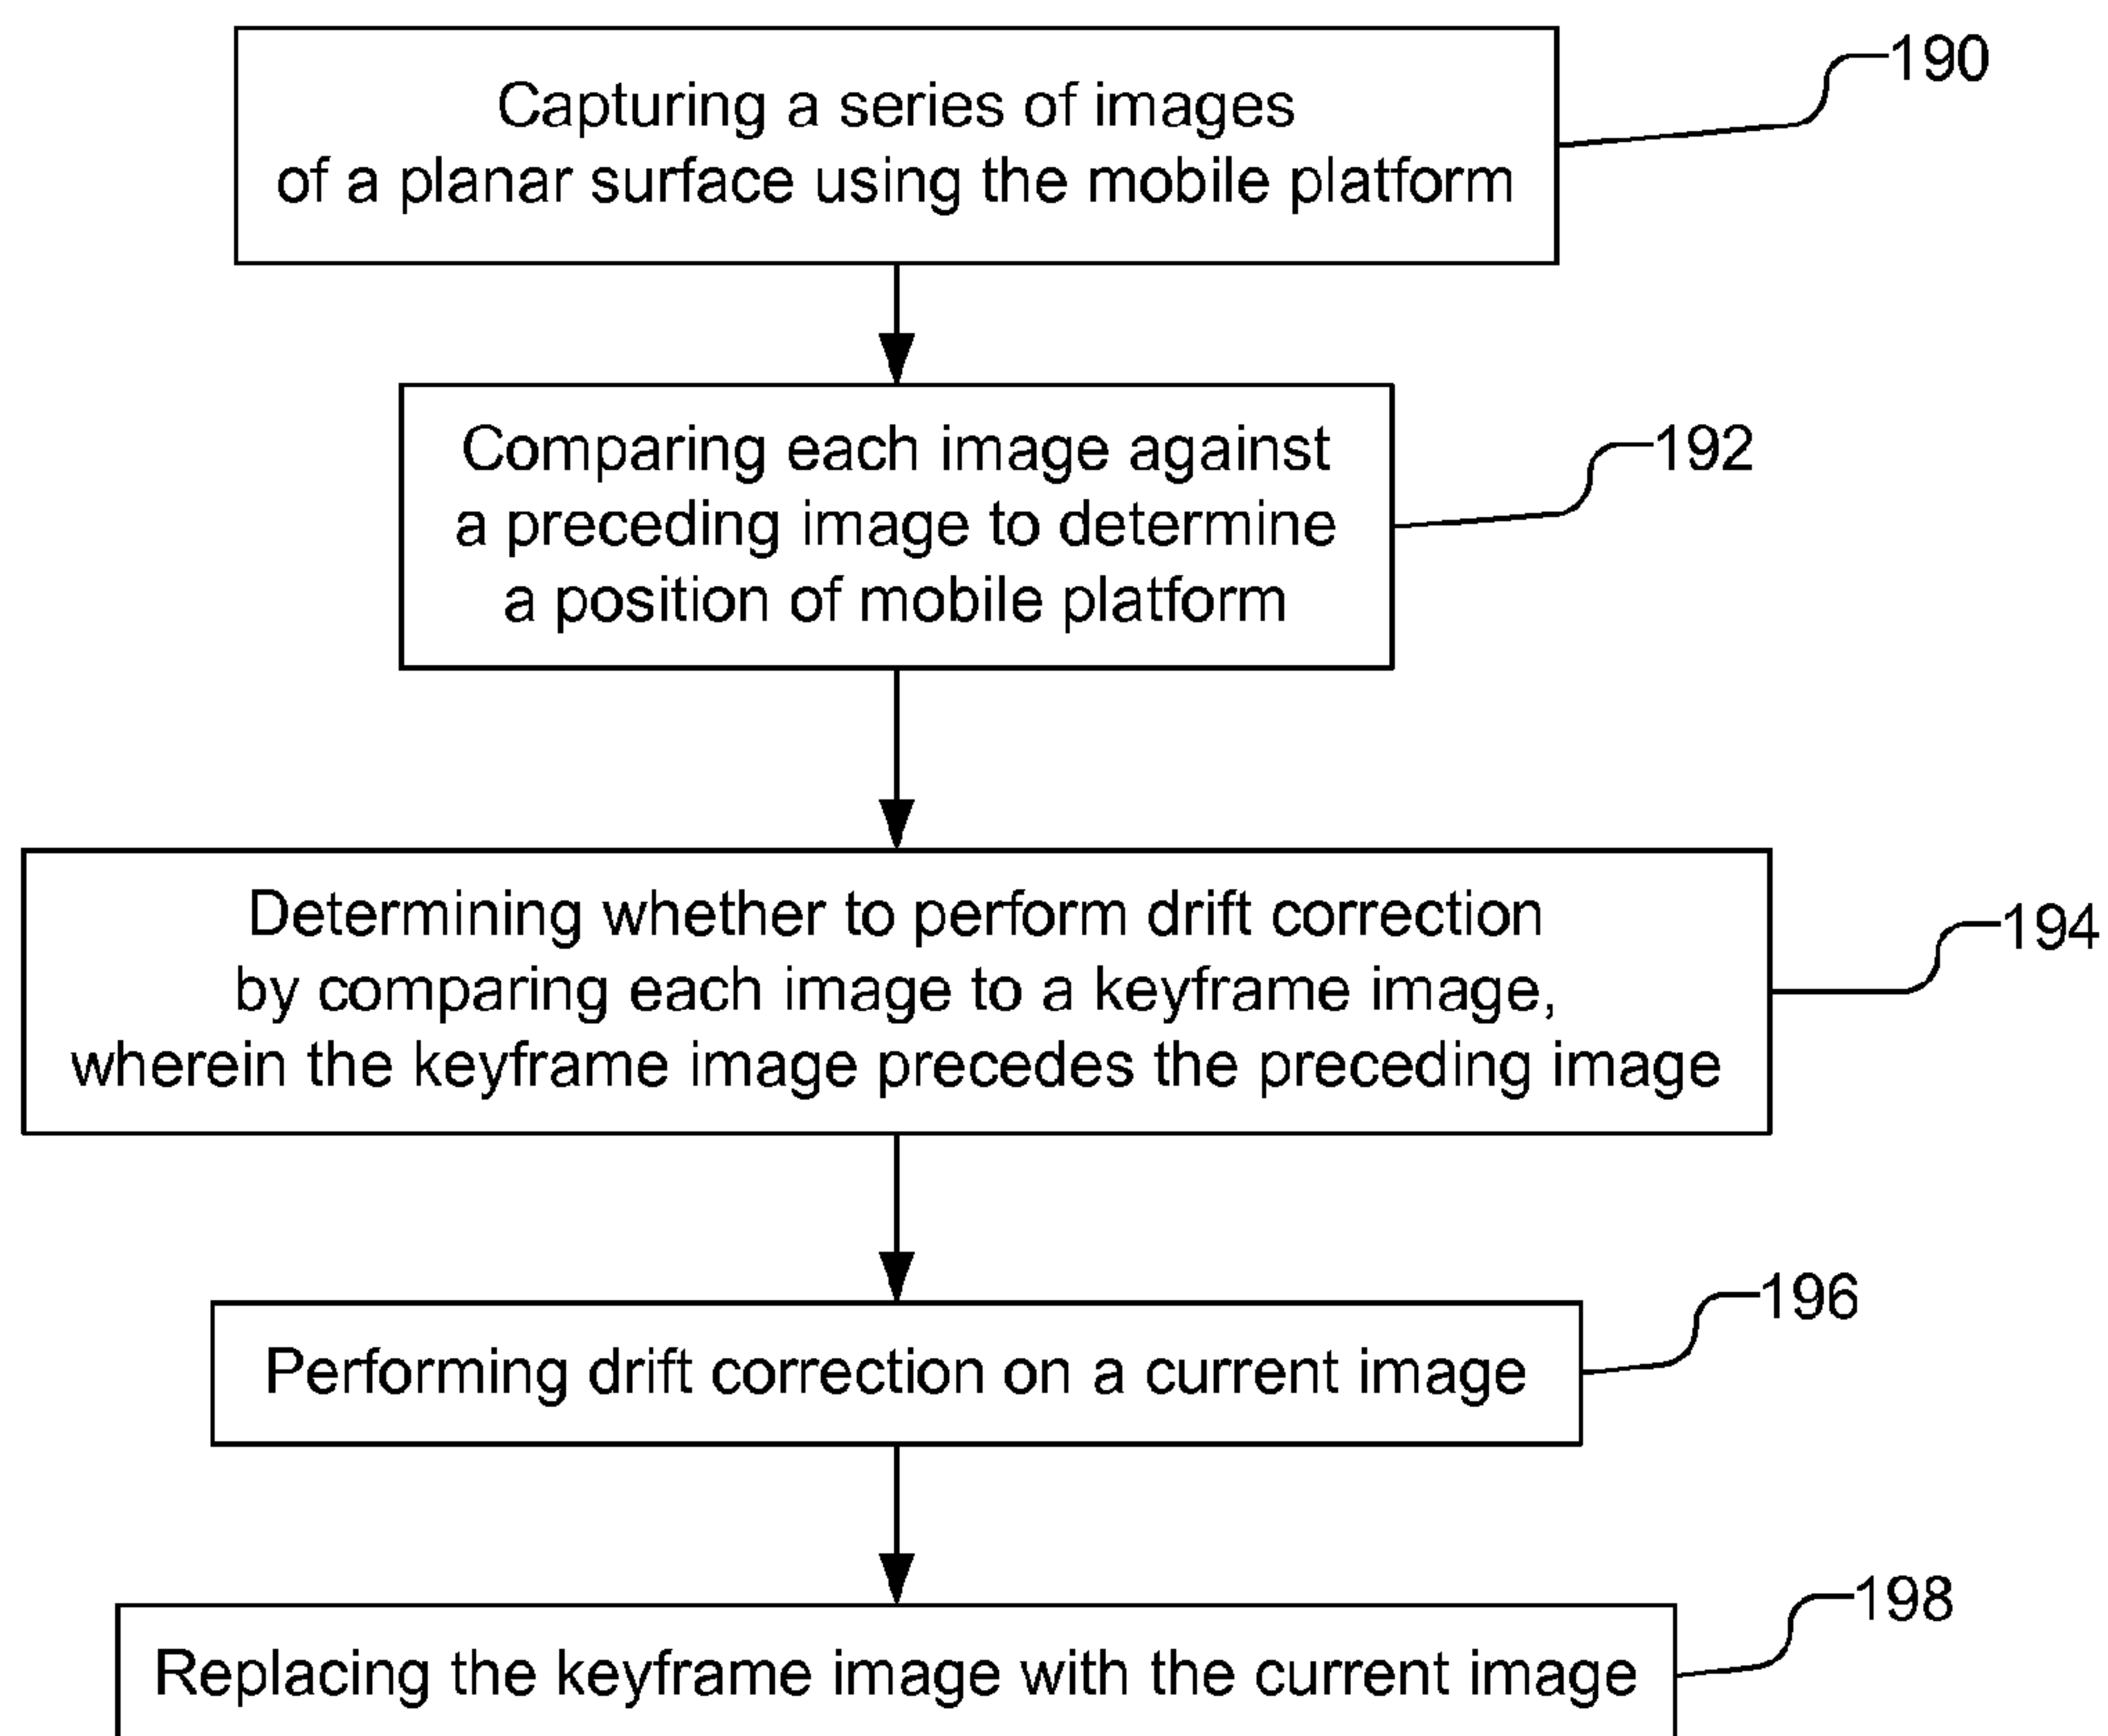 Capturing a series of images
of a planar surface using the mobile platform
190
Comparing each image against
a preceding image to determine
a position of mobile platform
192
Determining whether to perform drift correction
by comparing each image to a keyframe image,
wherein the keyframe image precedes the preceding image
194
Performing drift correction on a current image
196
Replacing the keyframe image with the current image
198